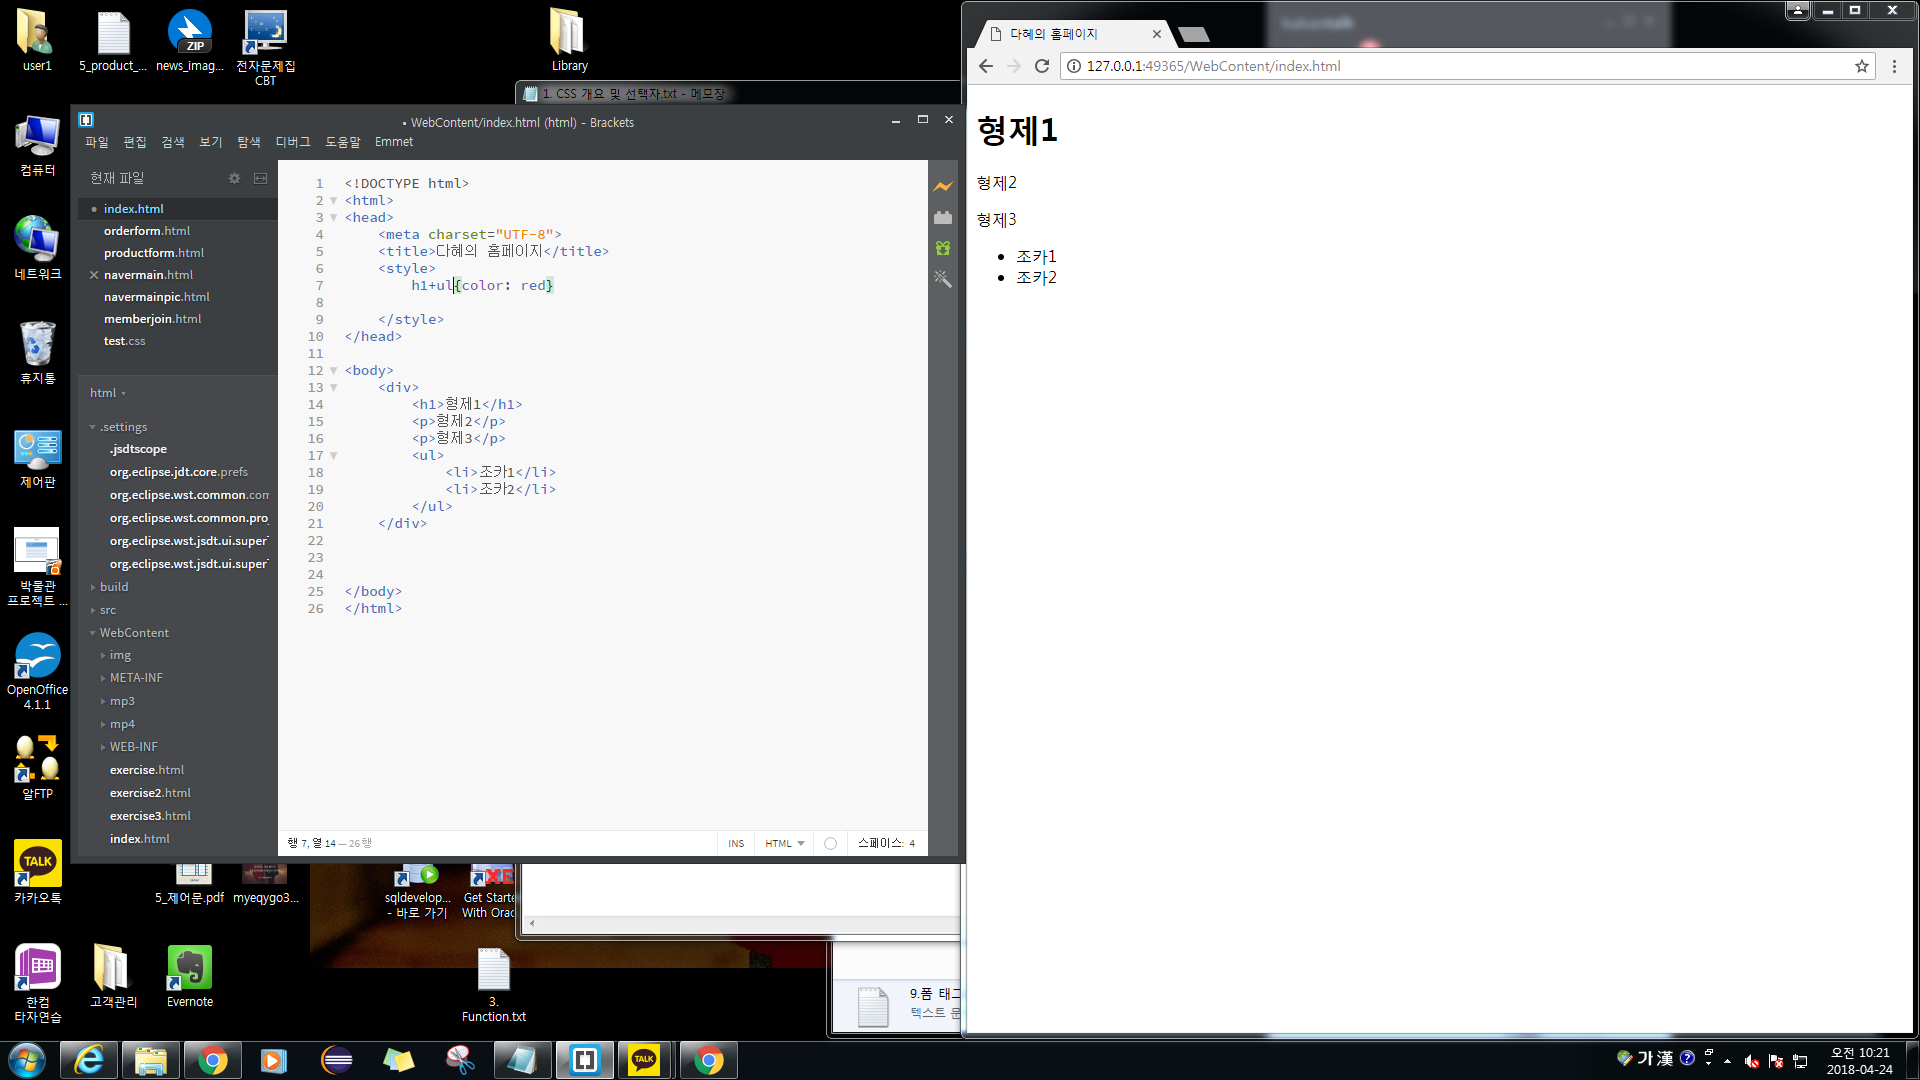 user1
5_product_...
news_imag...
전자문제집
CBT
Library
컴퓨터
네트워크
휴지통
제어판
박물관
프로젝트 ...
OpenOffice
4.1.1
알FTP
카카오톡
한컴
타자연습
고객관리
Evernote
5_제어문.pdf
myeqygo3...
sqldevelop...
- 바로 가기
Get Starte
With Orac
3.
Function.txt
1. CSS 개요 및 선택자.txt - 메모장
9.폼 태그
텍스트 문
• WebContent/index.html (html) - Brackets
파일 편집 검색 보기 탐색 디버그 도움말 Emmet
현재 파일
index.html
orderform.html
productform.html
navermain.html
navermainpic.html
memberjoin.html
test.css
html
.settings
.jsdtscope
org.eclipse.jdt.core.prefs
org.eclipse.wst.common.com
org.eclipse.wst.common.pro
org.eclipse.wst.jsdt.ui.super
org.eclipse.wst.jsdt.ui.super
build
src
WebContent
img
META-INF
mp3
mp4
WEB-INF
exercise.html
exercise2.html
exercise3.html
index.html
1 <!DOCTYPE html>
2 <html>
3 <head>
4 <meta charset="UTF-8">
5 <title>다혜의 홈페이지</title>
6 <style>
7 h1+ul{color: red}
8
9 </style>
10 </head>
11
12 <body>
13 <div>
14 <h1>형제1</h1>
15 <p>형제2</p>
16 <p>형제3</p>
17 <ul>
18 <li>조카1</li>
19 <li>조카2</li>
20 </ul>
21 </div>
22
23
24
25 </body>
26 </html>
행 7, 열 14 — 26 행
INS HTML 스페이스: 4
다혜의 홈페이지
127.0.0.1:49365/WebContent/index.html
형제1
형제2
형제3
조카1
조카2
가 漢
오전 10:21
2018-04-24